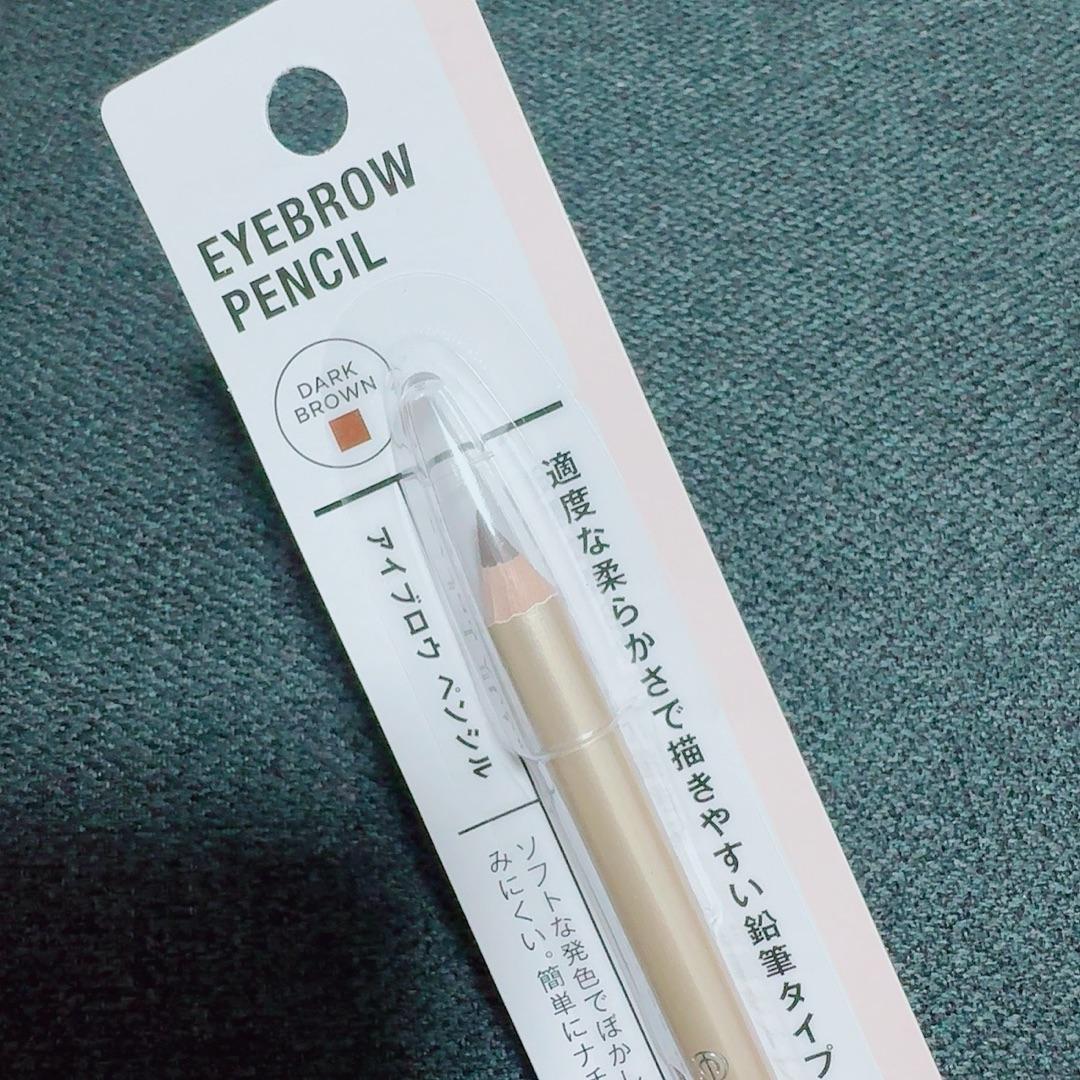 EYEBROW
PENCIL
DARK
BROWN
適度な柔らかさで描きやすい鉛筆タイプ
アイブロウ ペンシル
ソフトな発色でぼか
みにくい。簡単にナチ